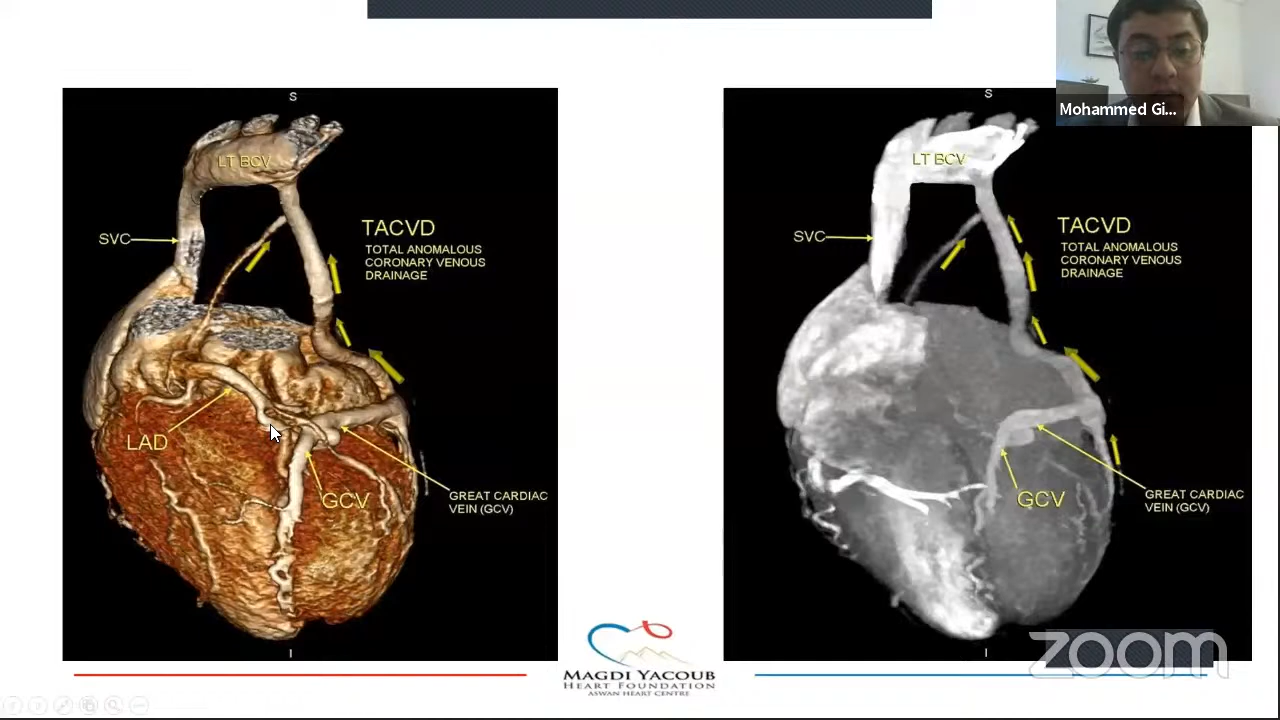 S
LT BCV
TACVD
TOTAL ANOMALOUS
CORONARY VENOUS
DRAINAGE
SVC
LAD
GCV
GREAT CARDIAC
VEIN (GCV)
I
S
LT BCV
TACVD
TOTAL ANOMALOUS
CORONARY VENOUS
DRAINAGE
SVC
GCV
GREAT CARDIAC
VEIN (GCV)
I
Mohammed Gi...
MAGDI YACOUB
HEART FOUNDATION
ASWAN HEART CENTRE
zoom